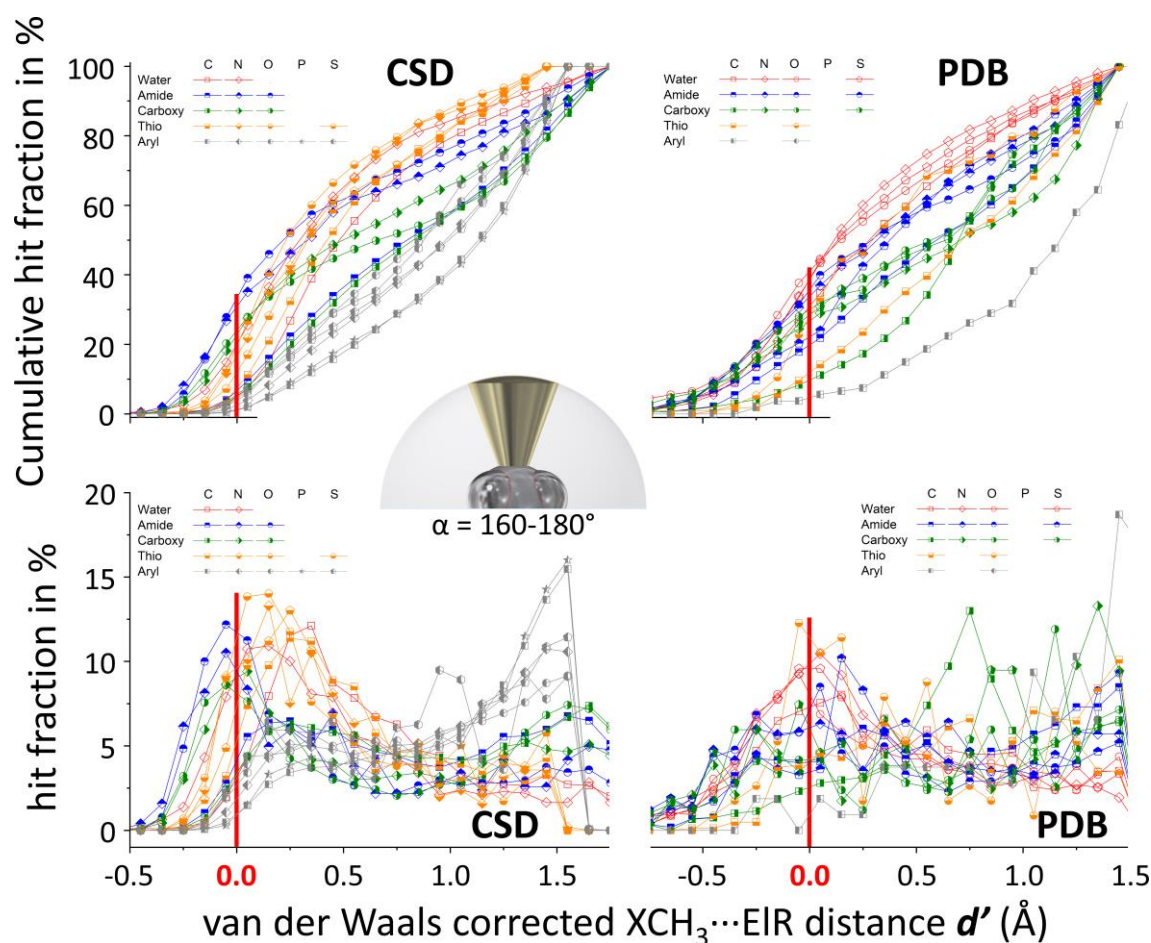 Cumulative hit fraction in %
100
80
60
40
20
0
C N O P S
Water
Amide
Carboxy
Thio
Aryl
CSD
C N O P S
Water
Amide
Carboxy
Thio
Aryl
PDB
α = 160-180°
hit fraction in %
20
15
10
5
0
C N O P S
Water
Amide
Carboxy
Thio
Aryl
CSD
C N O P S
Water
Amide
Carboxy
Thio
Aryl
PDB
-0.5 0.0 0.5 1.0 1.5 0.0 0.5 1.0 1.5
van der Waals corrected XCH₃···ElR distance d’ (Å)